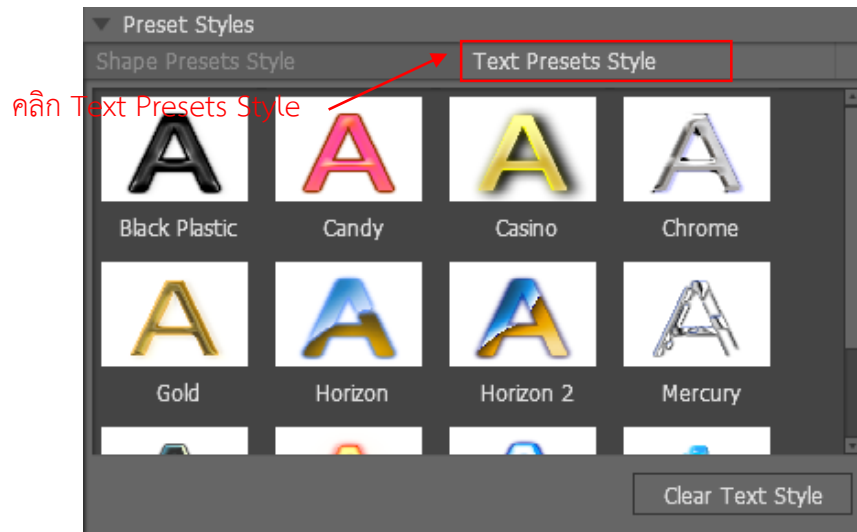 Preset Styles
Shape Presets Style Text Presets Style
คลิก Text Presets Style
A A A A
Black Plastic Candy Casino Chrome
A A A A
Gold Horizon Horizon 2 Mercury
Clear Text Style